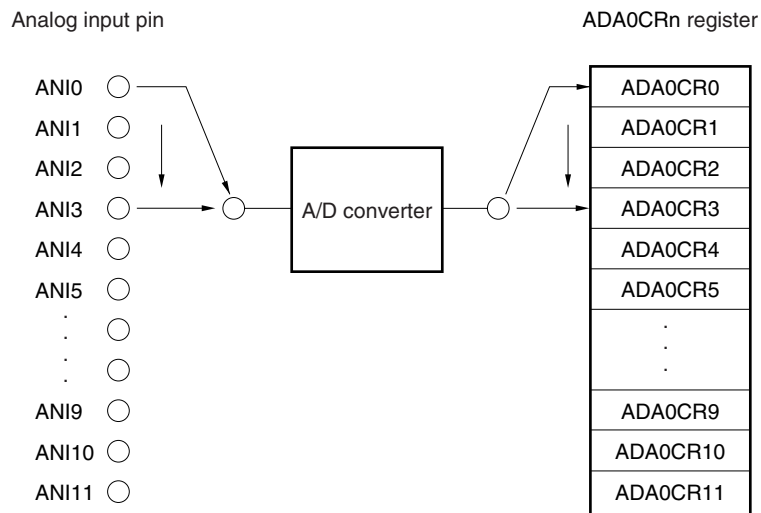 Analog input pin
ADA0CRn register
ANI0
ANI1
ANI2
ANI3
ANI4
ANI5
.
.
.
.
ANI9
ANI10
ANI11
A/D converter
ADA0CR0
ADA0CR1
ADA0CR2
ADA0CR3
ADA0CR4
ADA0CR5
.
.
.
ADA0CR9
ADA0CR10
ADA0CR11